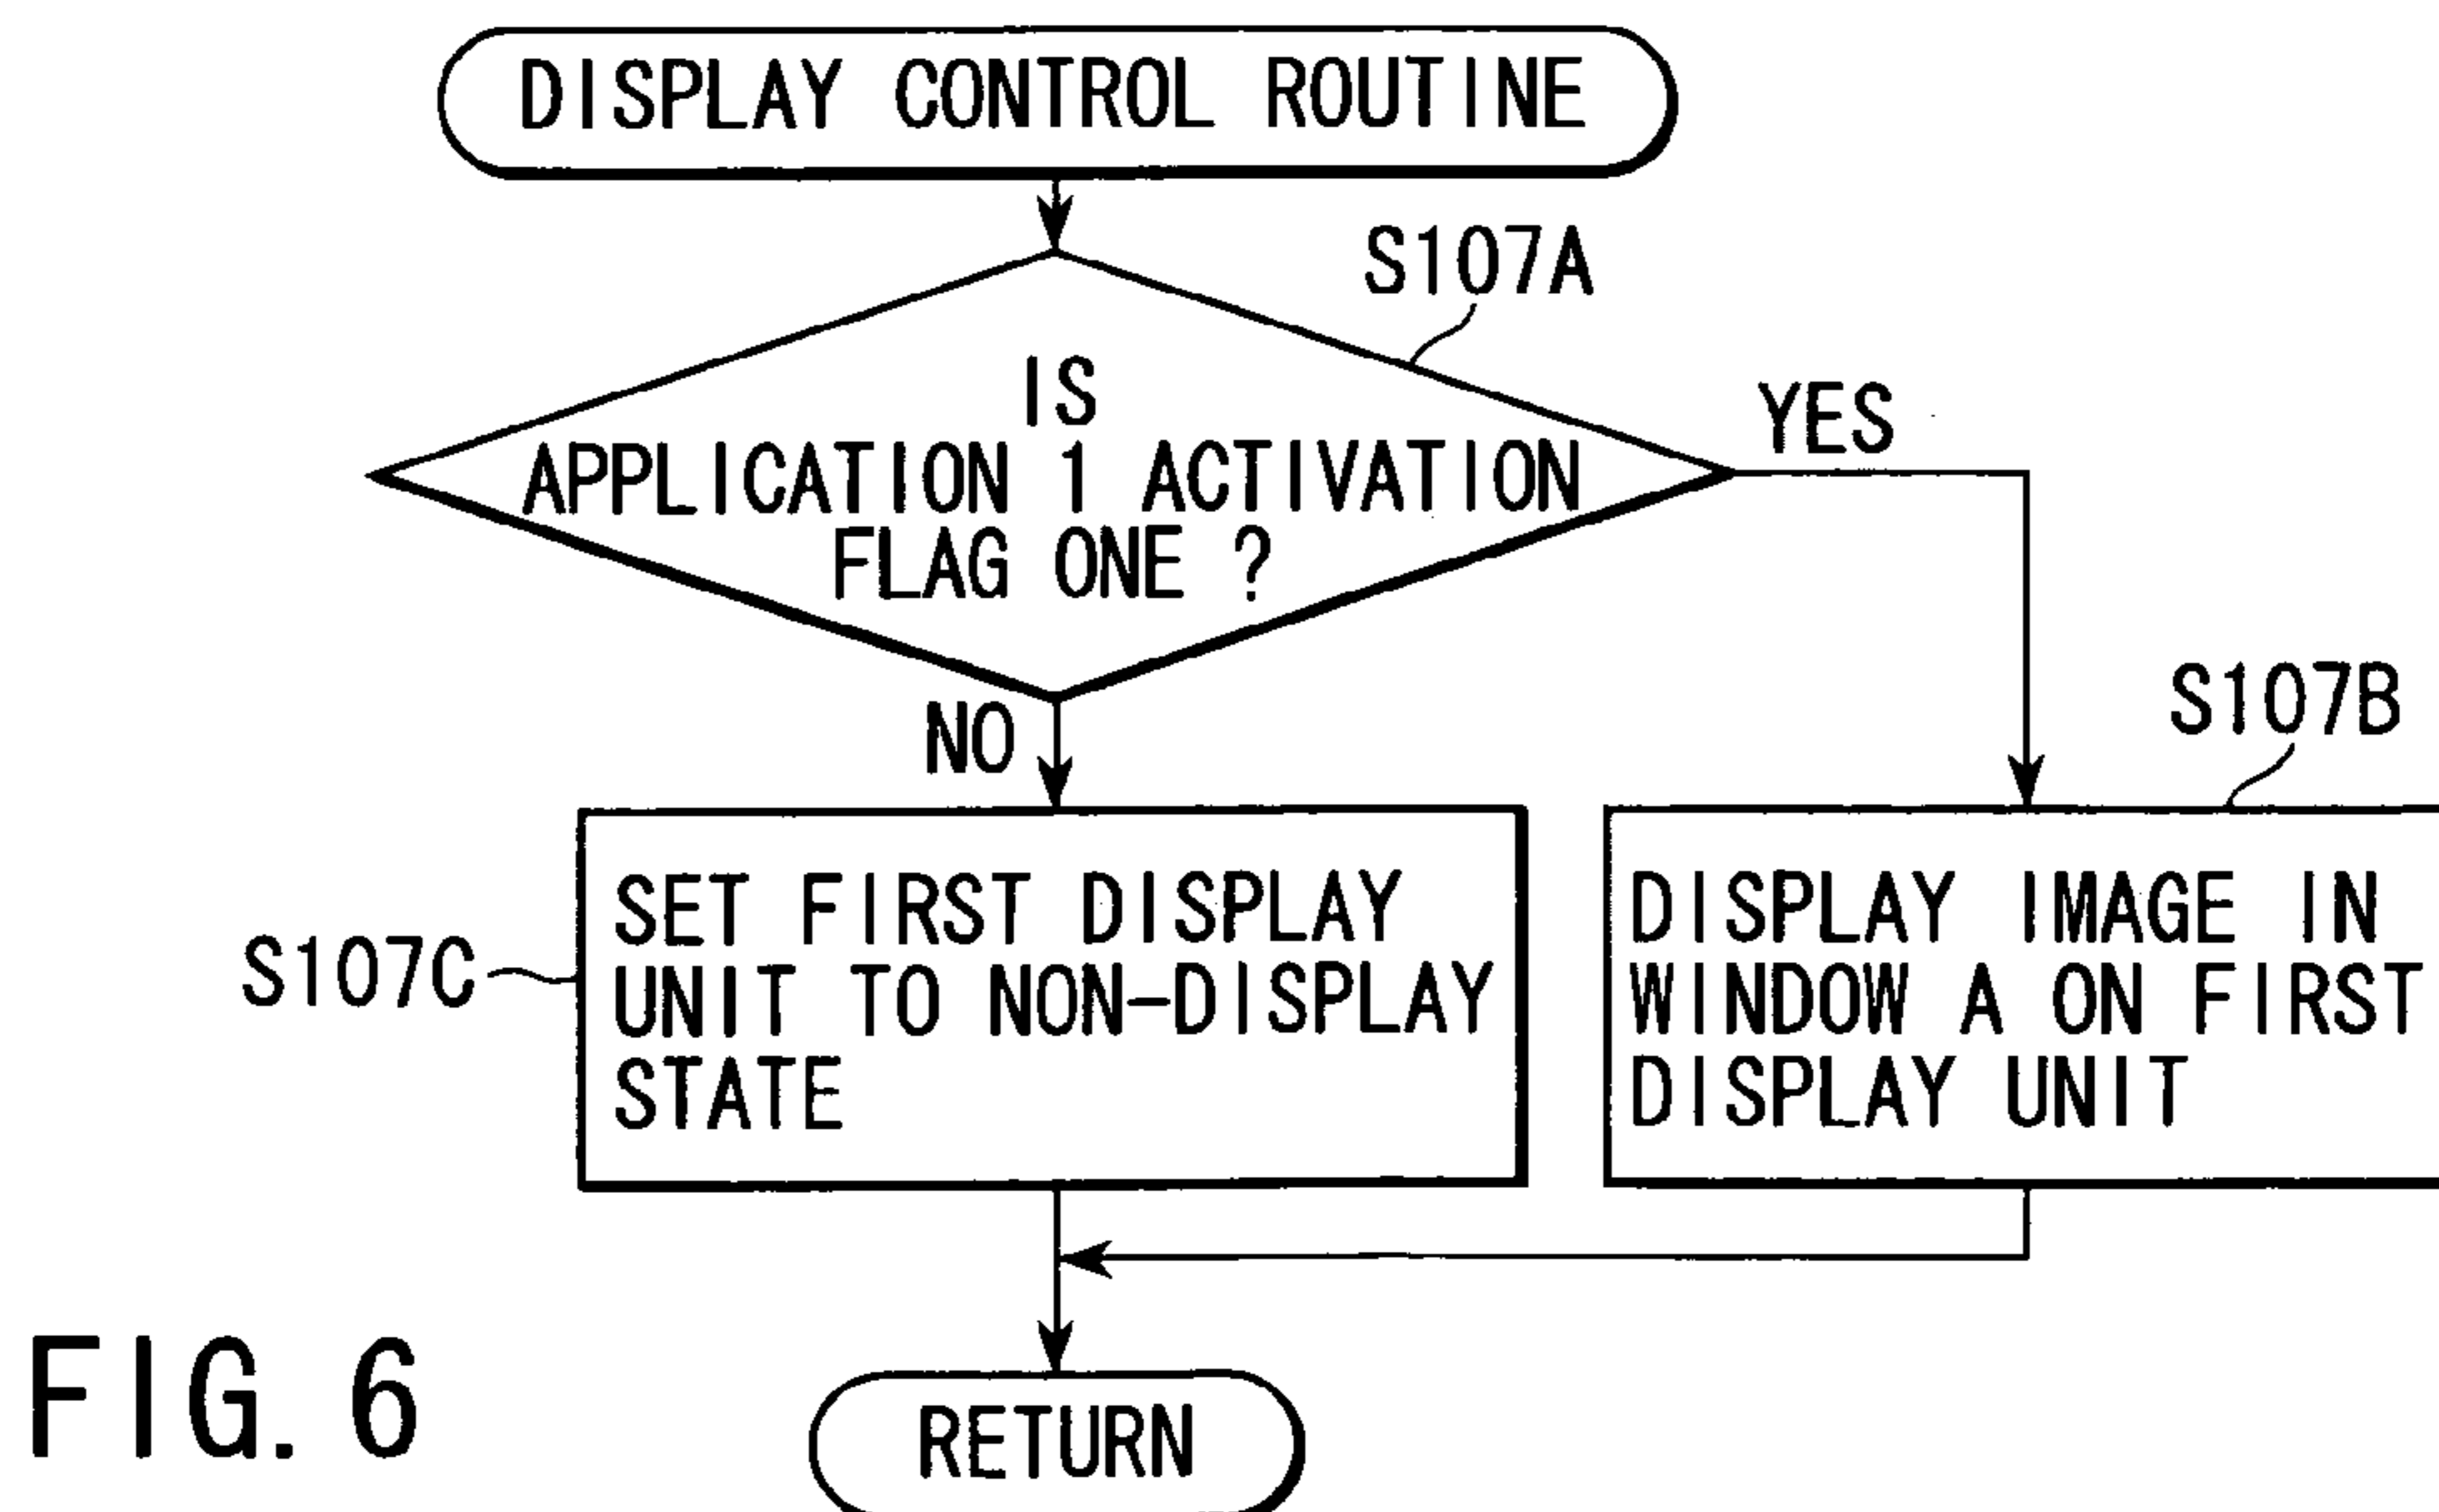 DISPLAY CONTROL ROUTINE
S107A
IS
APPLICATION 1 ACTIVATION
FLAG ONE ?
YES
NO
S107B
S107C
SET FIRST DISPLAY
UNIT TO NON-DISPLAY
STATE
DISPLAY IMAGE IN
WINDOW A ON FIRST
DISPLAY UNIT
RETURN
FIG. 6